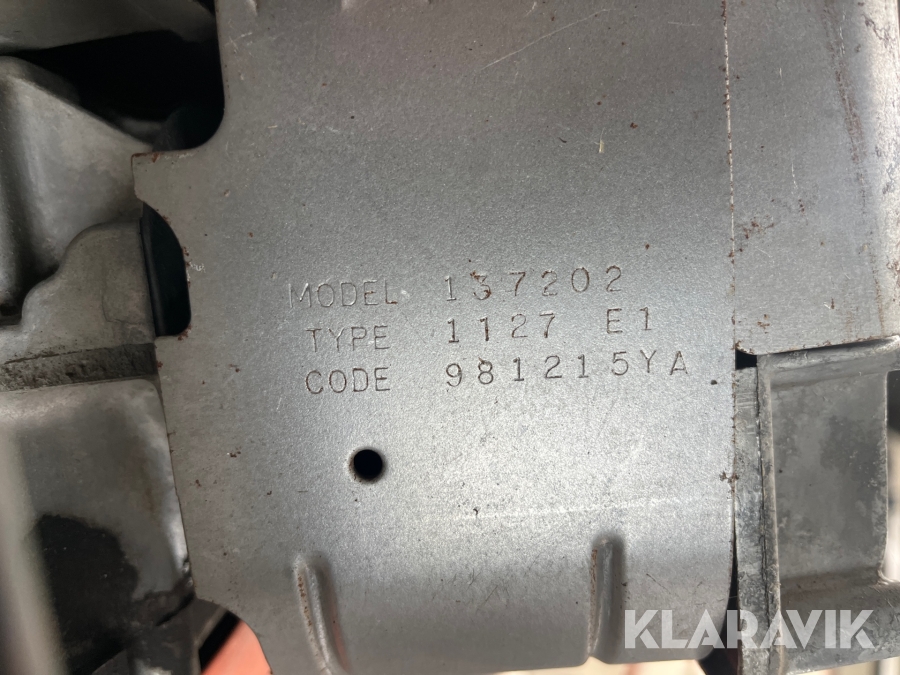 MODEL 137202
TYPE 1127 E1
CODE 981215YA
KLARAVIK